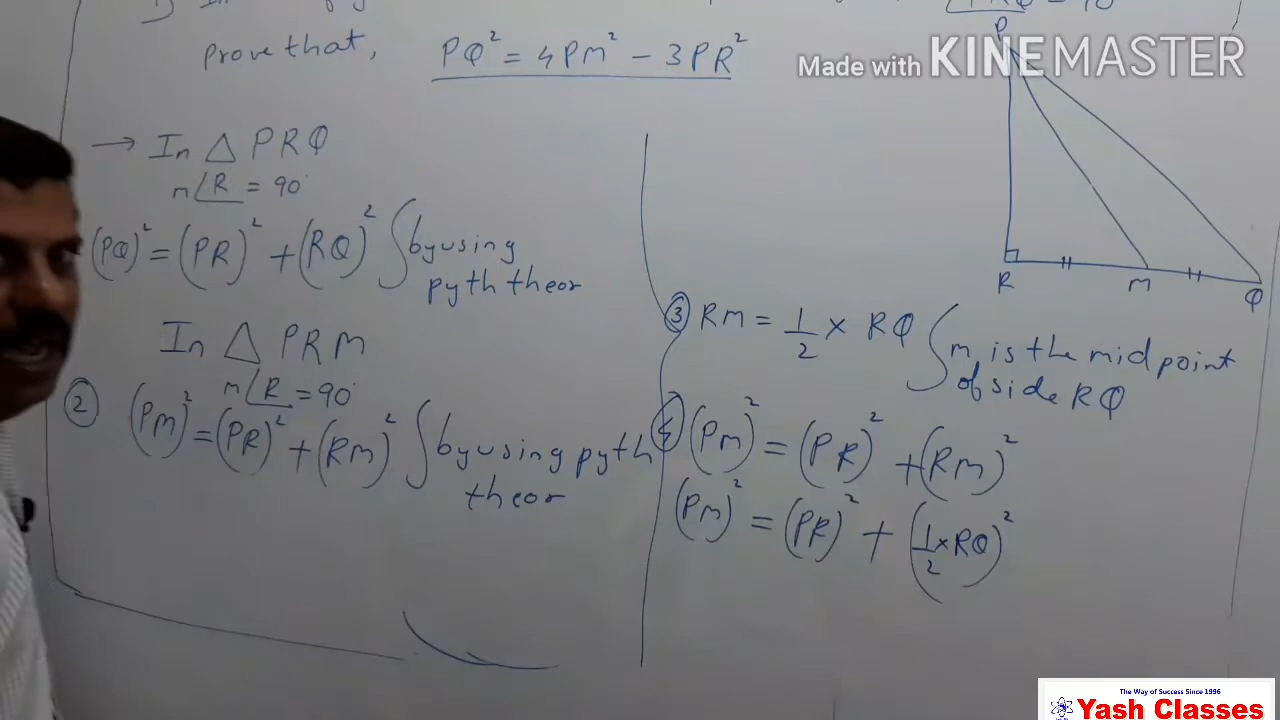 prove that, PQ² = 4PM² - 3PR²
→ In △ PRQ
m∠R = 90°
(PQ)² = (PR)² + (RQ)² ∫ by using
pyth theor
In △ PRM
m∠R = 90°
② (PM)² = (PR)² + (RM)² ∫ by using pyth
theor
P
R M Q
③ RM = 1/2 × RQ ∫ M is the midpoint
of side RQ
(PM)² = (PR)² + (RM)²
(PM)² = (PR)² + (1/2 × RQ)²
Made with KINEMASTER
The Way of Success Since 1996
Yash Classes